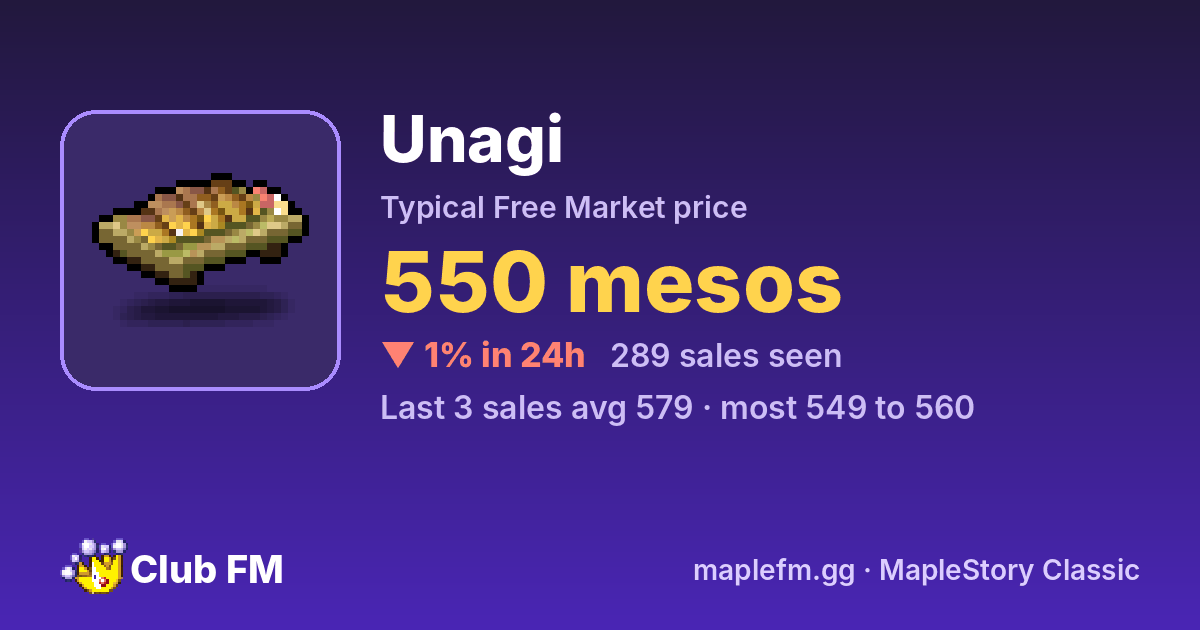 Unagi
Typical Free Market price
550 mesos
▼ 1% in 24h 289 sales seen
Last 3 sales avg 579 · most 549 to 560
Club FM
maplefm.gg · MapleStory Classic